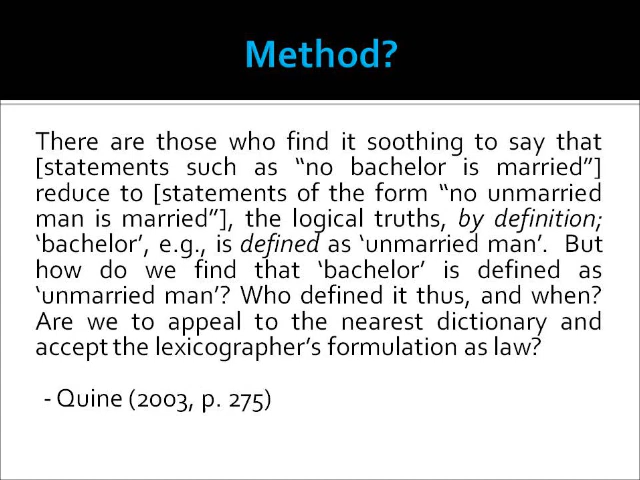 Method?
There are those who find it soothing to say that
[statements such as “no bachelor is married”]
reduce to [statements of the form “no unmarried
man is married”], the logical truths, by definition;
‘bachelor’, e.g., is defined as ‘unmarried man’.  But
how do we find that ‘bachelor’ is defined as
‘unmarried man’? Who defined it thus, and when?
Are we to appeal to the nearest dictionary and
accept the lexicographer’s formulation as law?
- Quine (2003, p. 275)